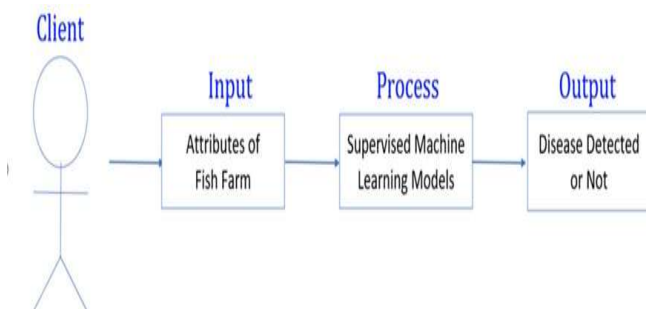 Client
Input
Process
Output
Attributes of
Fish Farm
Supervised Machine
Learning Models
Disease Detected
or Not